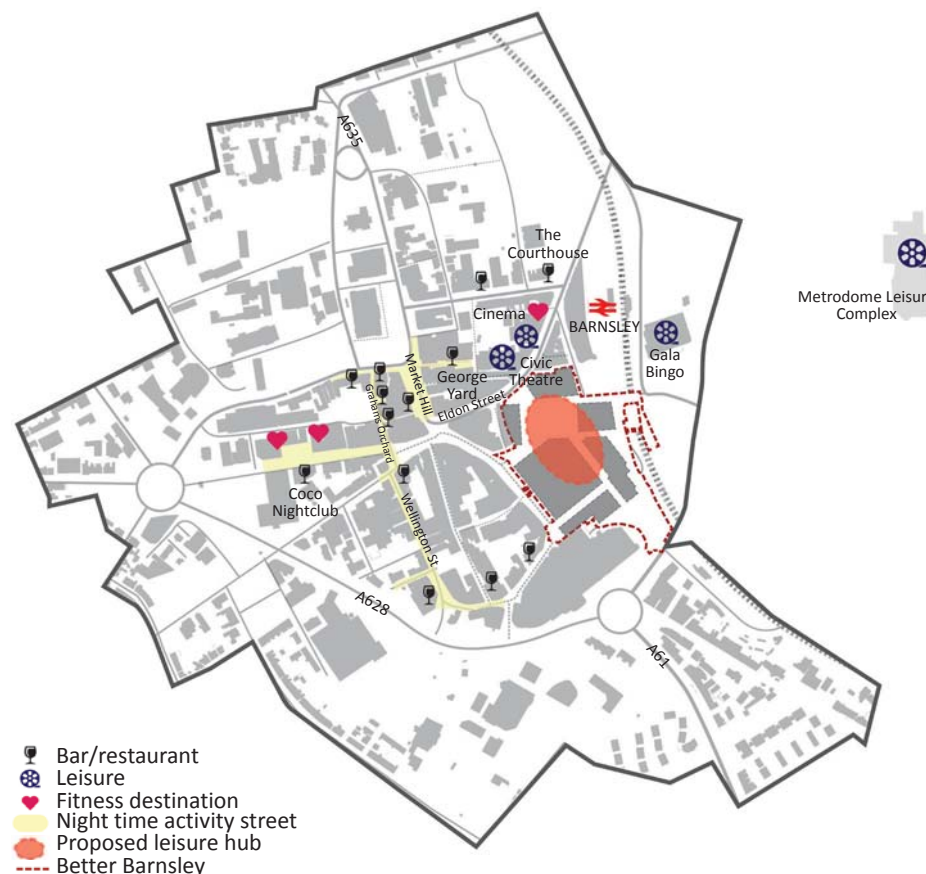 A635
The
Courthouse
Cinema
BARNSLEY
Metrodome Leisur
Complex
Gala
Bingo
Civic
Theatre
George
Yard
Market Hill
Eldon Street
Grahams Orchard
Coco
Nightclub
Wellington St.
A628
A61
Bar/restaurant
Leisure
Fitness destination
Night time activity street
Proposed leisure hub
Better Barnsley